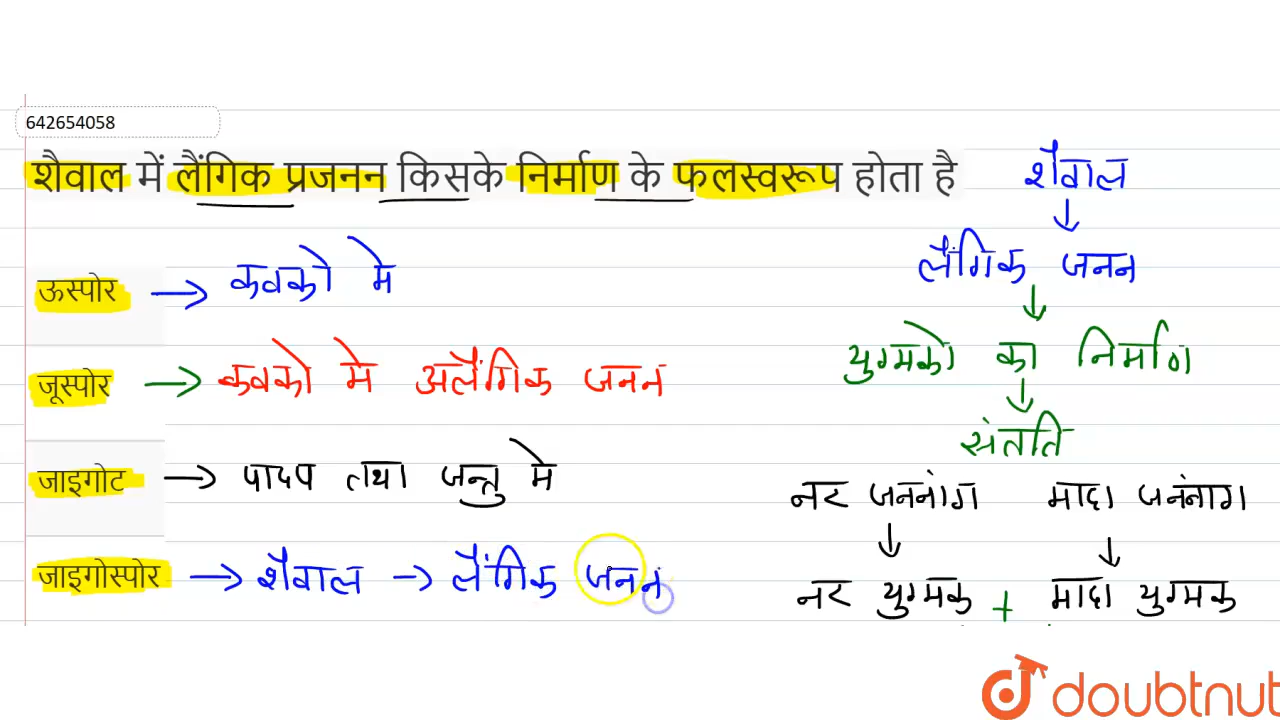 642654058
शैवाल में लैंगिक प्रजनन किसके निर्माण के फलस्वरूप होता है
ऊस्पोर → कवको मे
जूस्पोर → कवको मे अलैंगिक जनन
जाइगोट → पादप तथा जन्तु मे
जाइगोस्पोर → शैवाल → लैंगिक जनन
शैवाल
↓
लैंगिक जनन
↓
युग्मको का निर्माण
↓
संतति
नर जननांग मादा जननांग
↓ ↓
नर युग्मक + मादा युग्मक
doubtnut